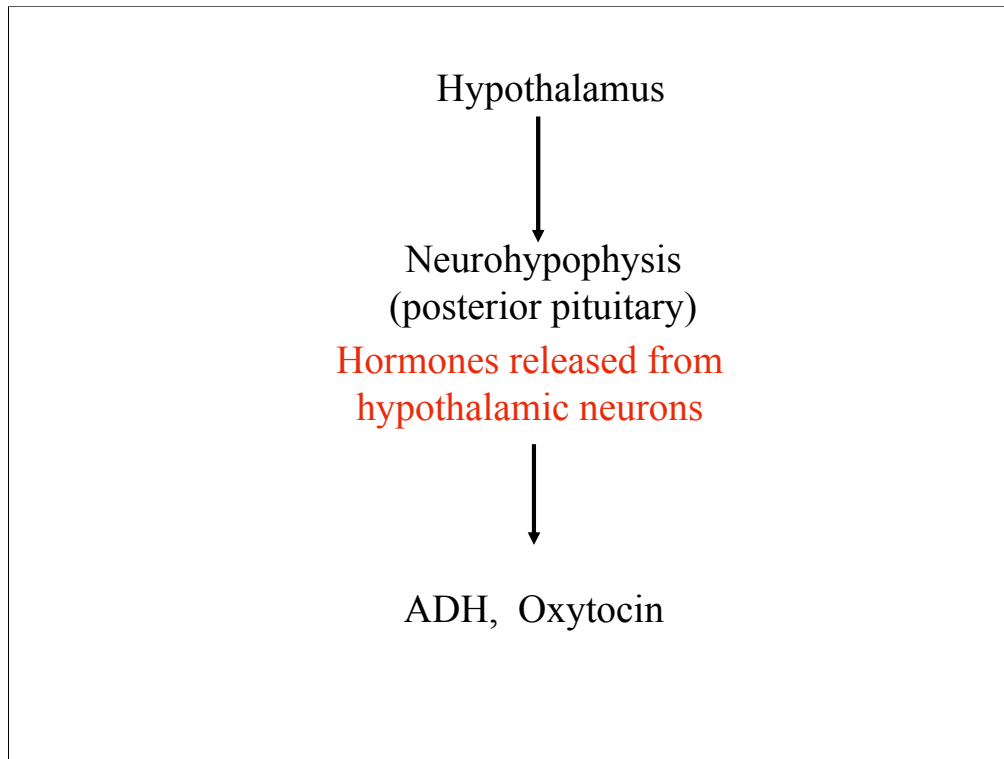 Hypothalamus
Neurohypophysis
(posterior pituitary)
Hormones released from
hypothalamic neurons
ADH,  Oxytocin